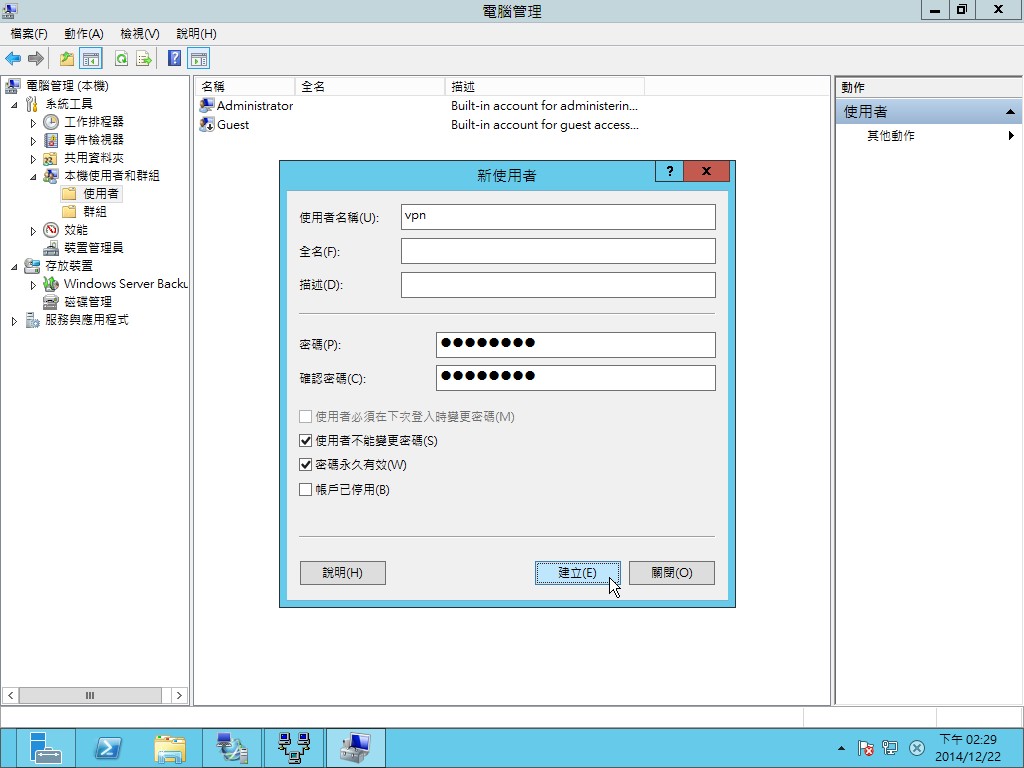 電腦管理
檔案(F) 動作(A) 檢視(V) 說明(H)
電腦管理 (本機)
系統工具
工作排程器
事件檢視器
共用資料夾
本機使用者和群組
使用者
群組
效能
裝置管理員
存放裝置
Windows Server Backu
磁碟管理
服務與應用程式
名稱 全名 描述
Administrator Built-in account for administerin...
Guest Built-in account for guest access...
動作
使用者
其他動作
新使用者
使用者名稱(U): vpn
全名(F):
描述(D):
密碼(P): ●●●●●●●●
確認密碼(C): ●●●●●●●●
使用者必須在下次登入時變更密碼(M)
使用者不能變更密碼(S)
密碼永久有效(W)
帳戶已停用(B)
說明(H) 建立(E) 關閉(O)
下午 02:29
2014/12/22